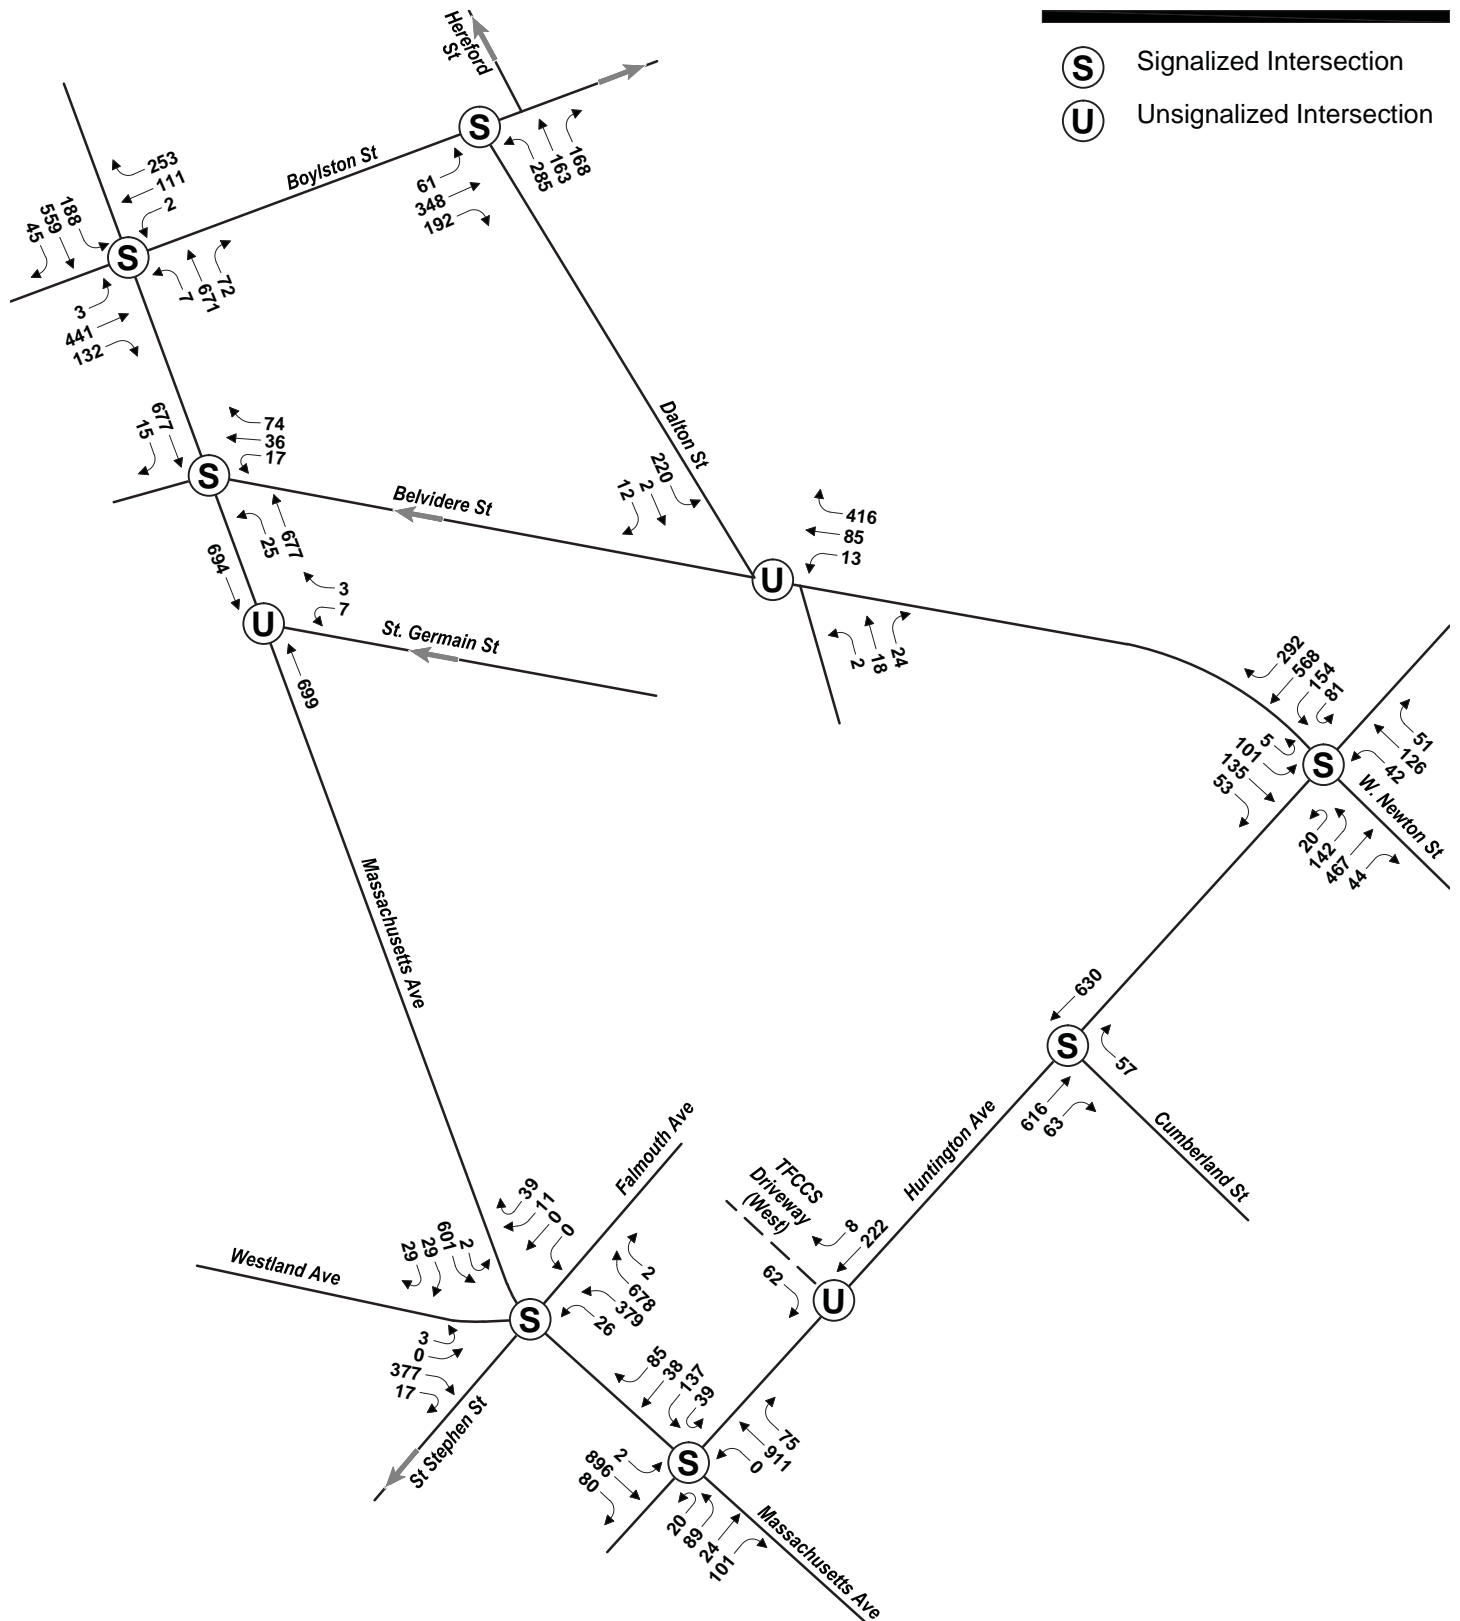 Signalized Intersection
S
Unsignalized Intersection
U
Hereford
St
S
Boylston St
168
163
285
61
348
192
253
111
2
188
559
45
S
72
671
7
3
441
132
677
15
74
36
17
S
Belvidere St
Dalton St
677
25
694
3
7
U
St. Germain St
699
220
2
12
416
85
13
U
24
18
2
292
568
154
81
5
101
135
53
S
51
126
42
W. Newton St
20
142
467
44
Massachusetts Ave
630
S
57
616
63
Cumberland St
Huntington Ave
TFCCS
Driveway
(West)
8
222
62
U
Falmouth Ave
39
11
0
0
2
601
29
29
Westland Ave
S
2
678
379
26
3
0
377
17
St Stephen St
85
38
137
39
2
896
80
S
75
911
0
20
89
24
101
Massachusetts Ave